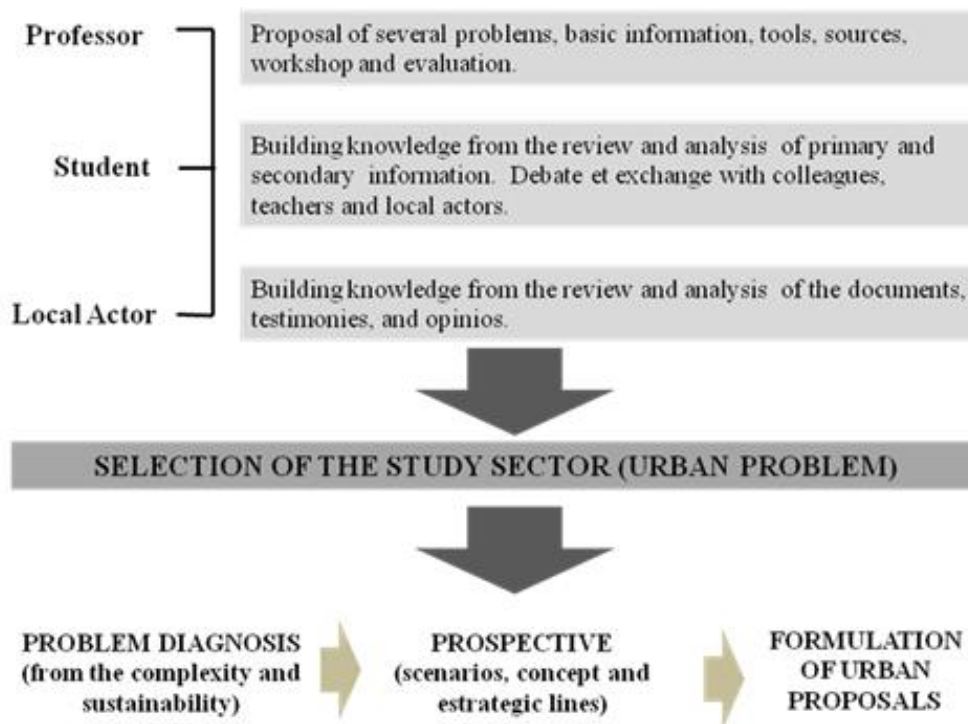 Professor
Proposal of several problems, basic information, tools, sources,
workshop and evaluation.
Student
Building knowledge from the review and analysis of primary and
secondary information. Debate et exchange with colleagues,
teachers and local actors.
Local Actor
Building knowledge from the review and analysis of the documents,
testimonies, and opinios.
SELECTION OF THE STUDY SECTOR (URBAN PROBLEM)
PROBLEM DIAGNOSIS
(from the complexity and
sustainability)
PROSPECTIVE
(scenarios, concept and
estrategic lines)
FORMULATION
OF URBAN
PROPOSALS